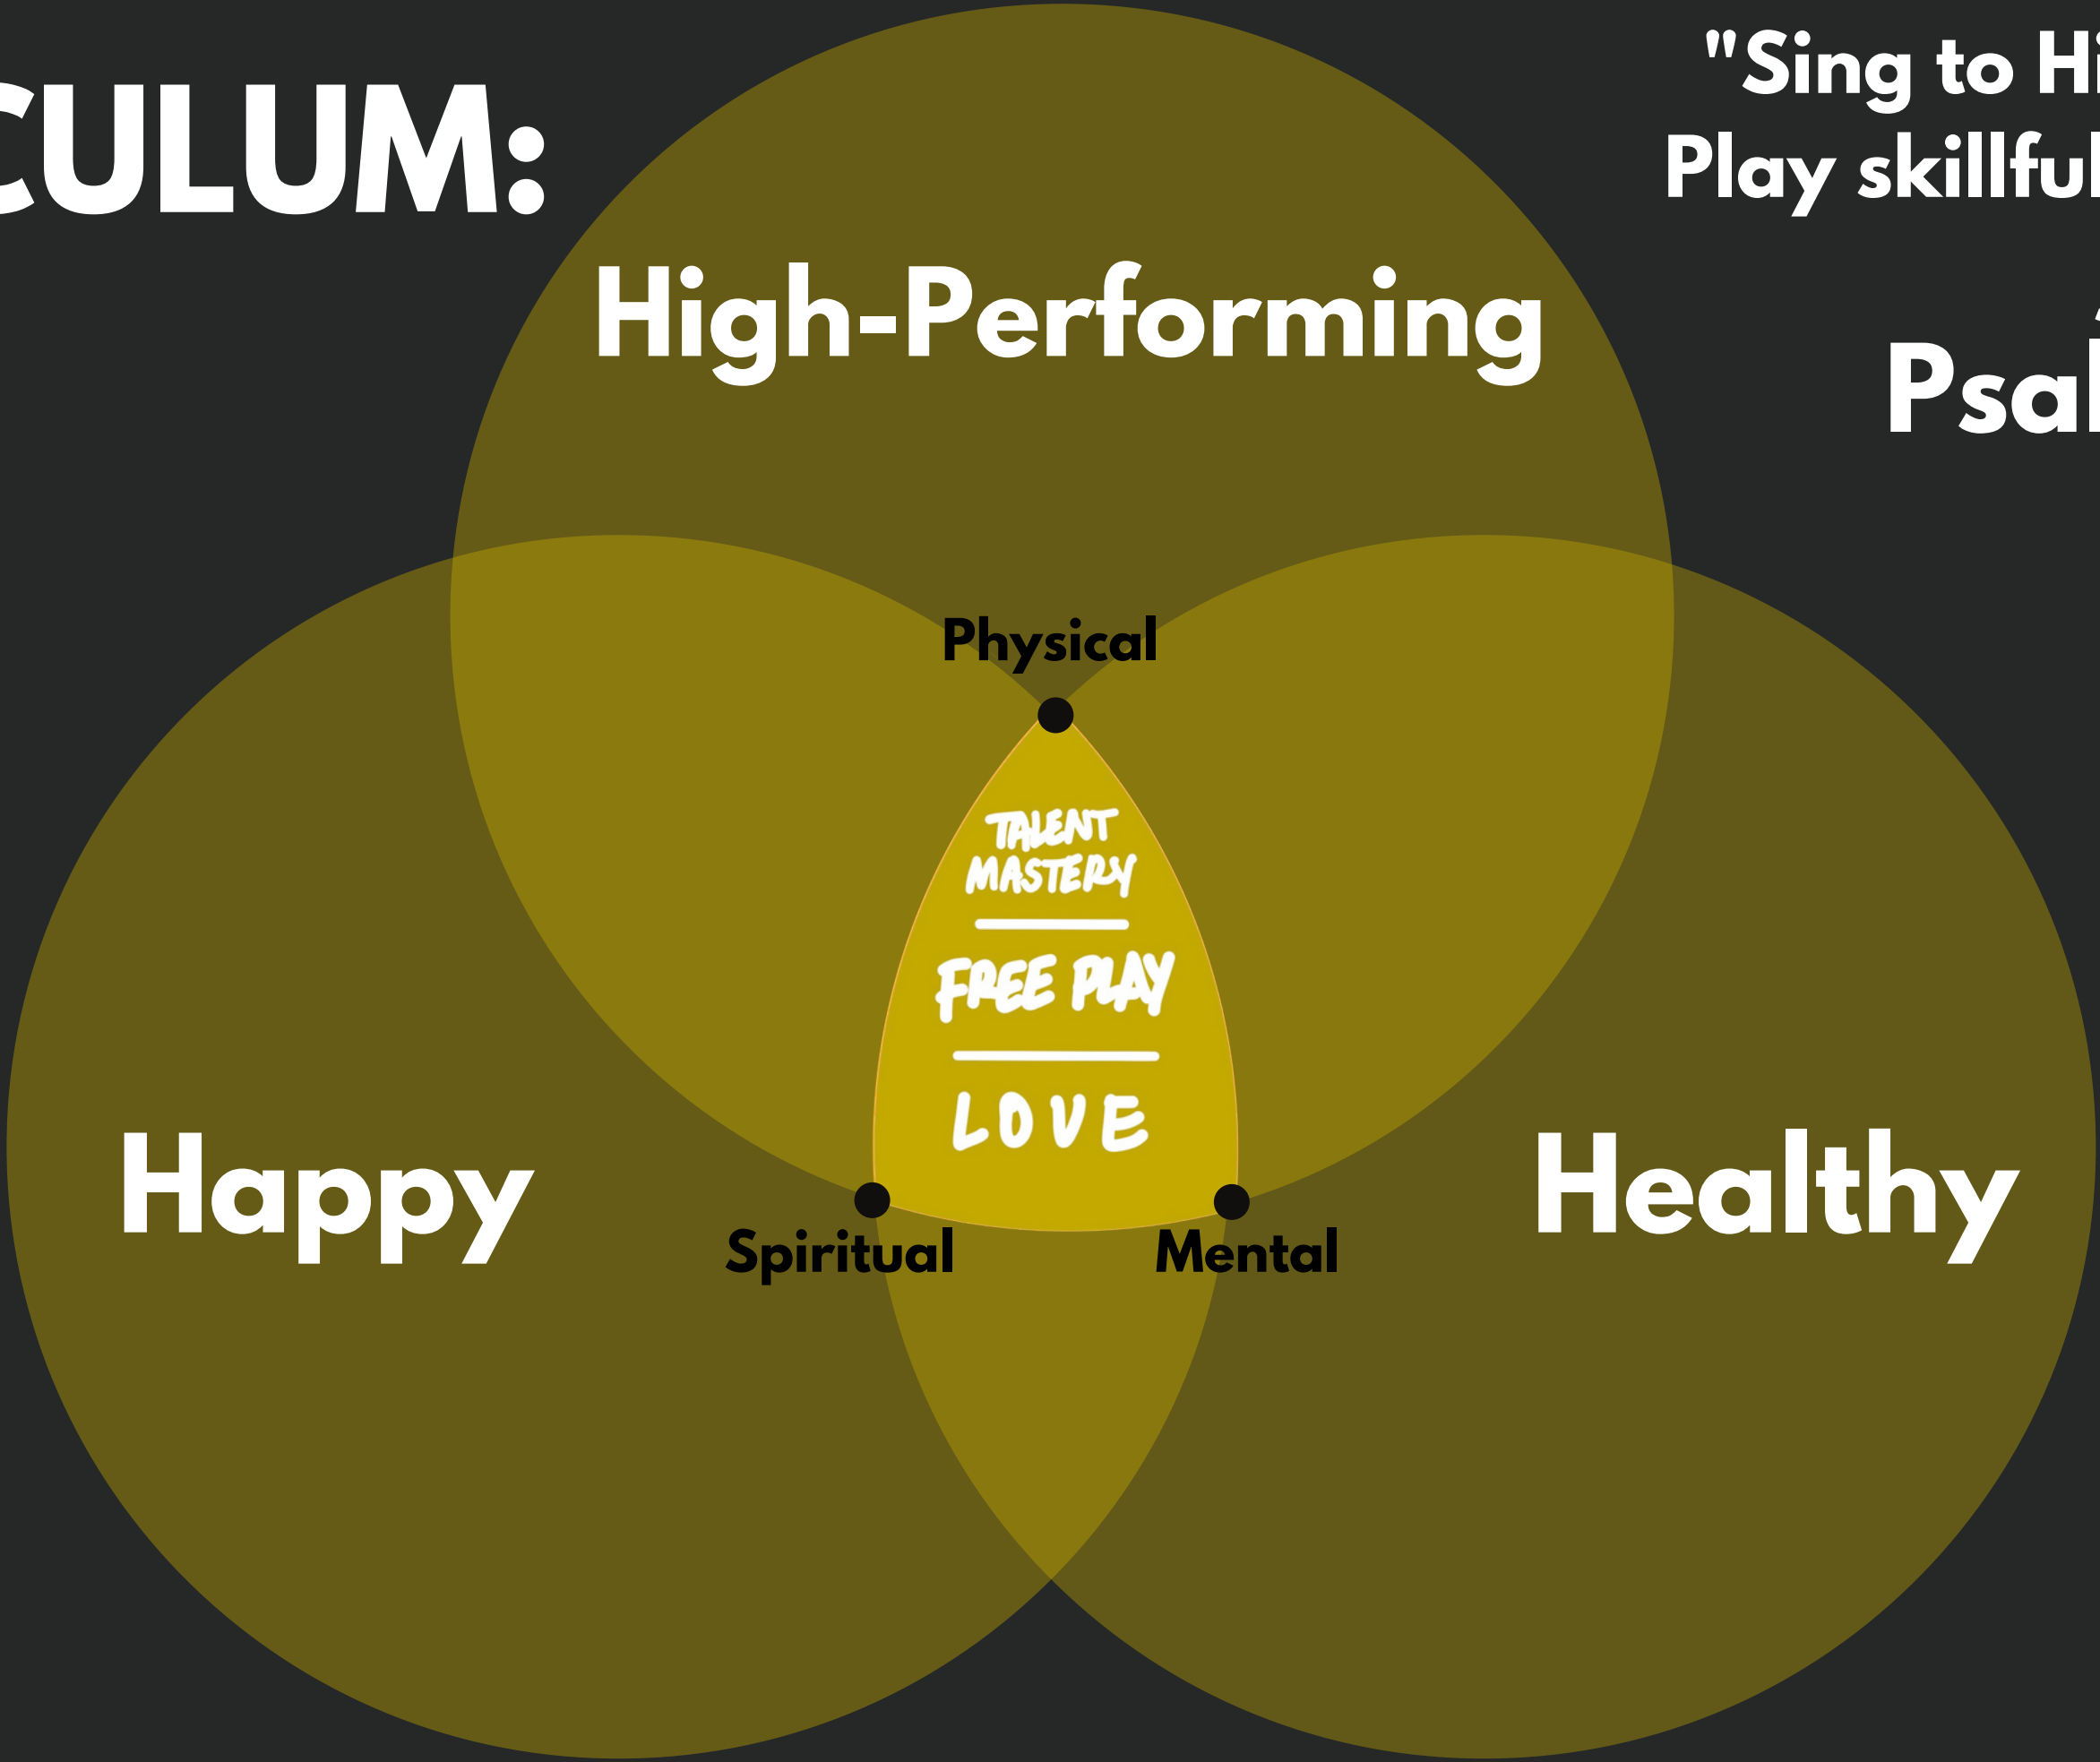 CULUM:
"Sing to Hi
Play skillful
Psal
High-Performing
Physical
TALENT
MASTERY
FREE PLAY
LOVE
Happy
Healthy
Spiritual
Mental